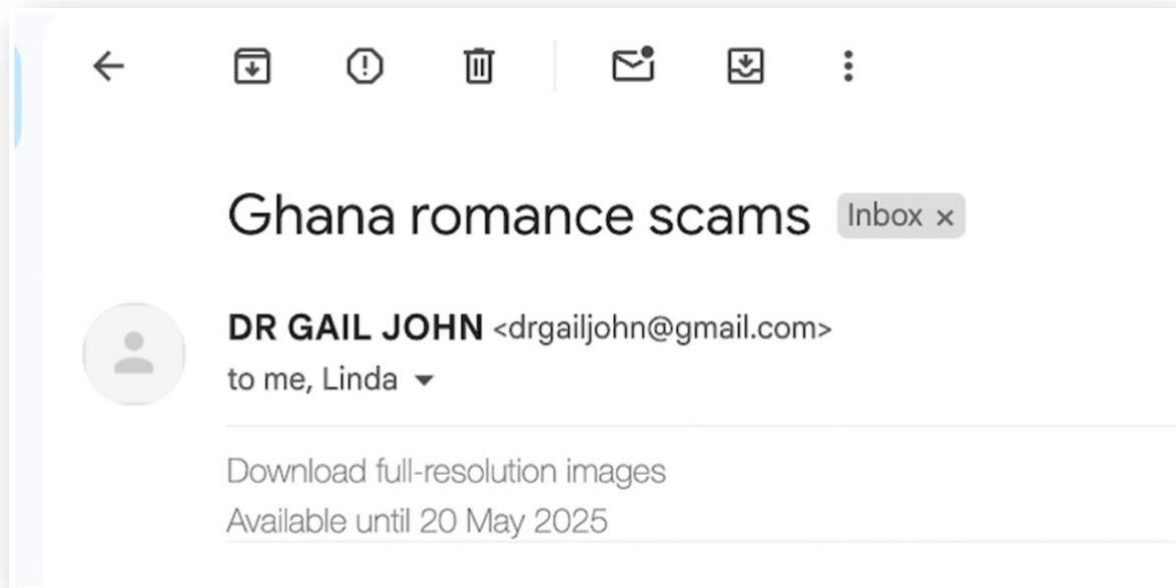 Ghana romance scams Inbox ×
DR GAIL JOHN <drgailjohn@gmail.com>
to me, Linda
Download full-resolution images
Available until 20 May 2025